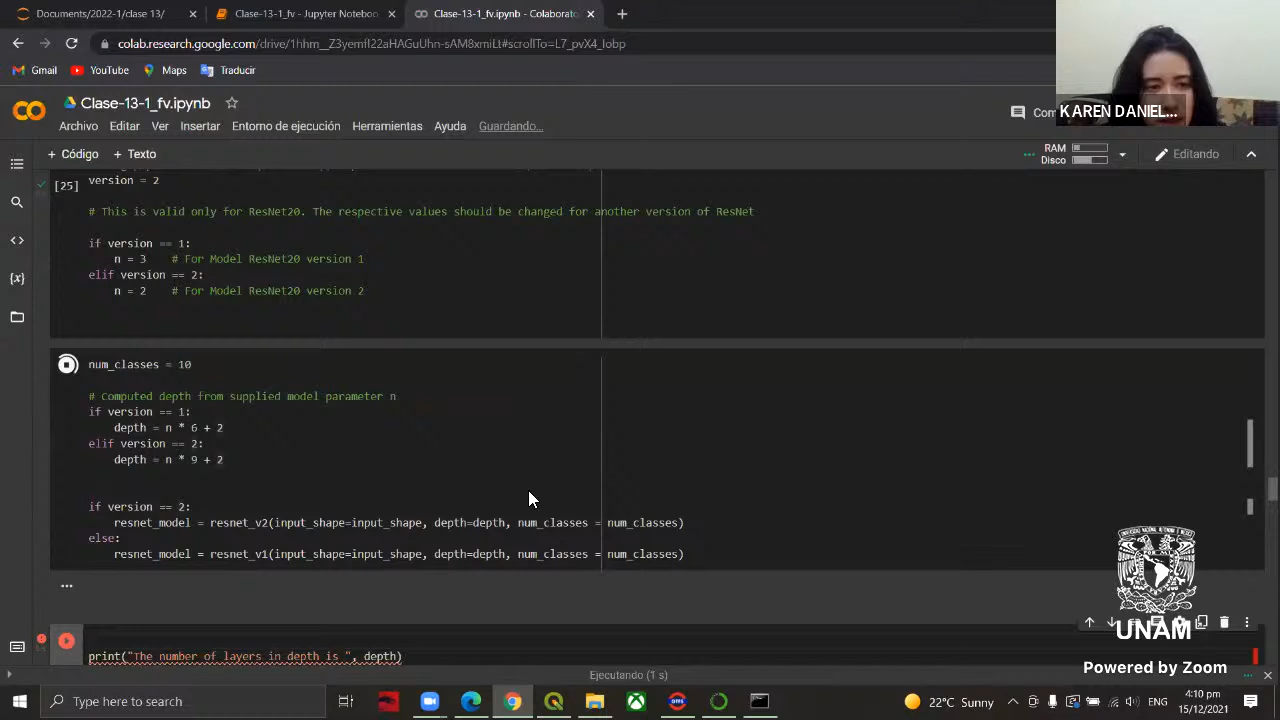 Documents/2022-1/clase 13/
Clase-13-1_fv - Jupyter Noteboo
Clase-13-1_fv.ipynb - Colaborato
colab.research.google.com/drive/1hhm__Z3yemfl22aHAGuUhn-sAM8xmiLt#scrollTo=L7_pvX4_Iobp
Gmail
YouTube
Maps
Traducir
KAREN DANIEL...
Clase-13-1_fv.ipynb
Archivo Editar Ver Insertar Entorno de ejecución Herramientas Ayuda Guardando...
Com
+ Código + Texto
RAM
Disco
Editando
[25]
version = 2
# This is valid only for ResNet20. The respective values should be changed for another version of ResNet
if version == 1:
n = 3 # For Model ResNet20 version 1
elif version == 2:
n = 2 # For Model ResNet20 version 2
num_classes = 10
# Computed depth from supplied model parameter n
if version == 1:
depth = n * 6 + 2
elif version == 2:
depth = n * 9 + 2
if version == 2:
resnet_model = resnet_v2(input_shape=input_shape, depth=depth, num_classes = num_classes)
else:
resnet_model = resnet_v1(input_shape=input_shape, depth=depth, num_classes = num_classes)
...
print("The number of layers in depth is ", depth)
Ejecutando (1 s)
UNAM
Powered by Zoom
Type here to search
22°C Sunny
ENG
4:10 pm
15/12/2021